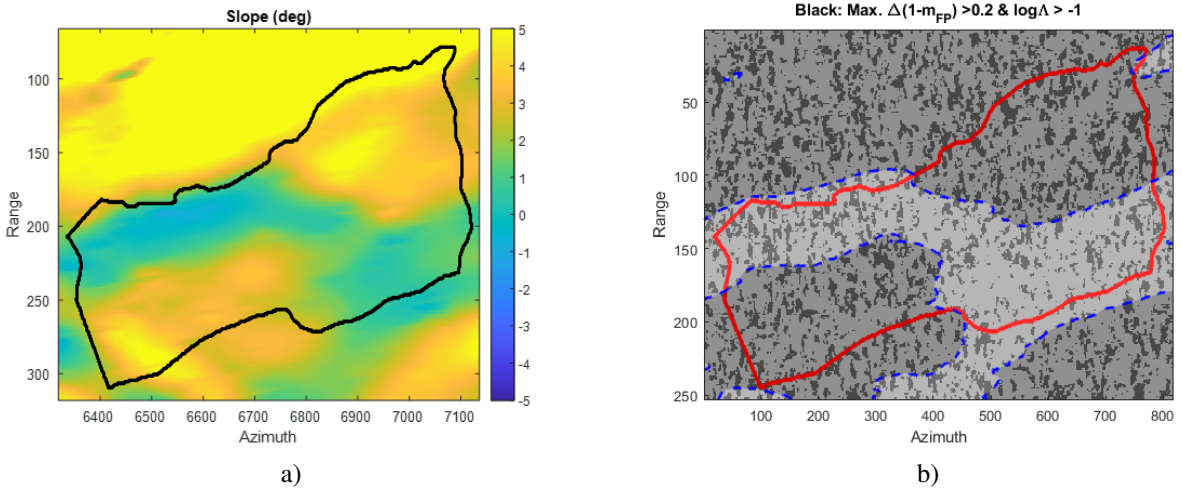 Slope (deg)
100
150
200
250
300
Range
6400 6500 6600 6700 6800 6900 7000 7100
Azimuth
5
4
3
2
1
0
-1
-2
-3
-4
-5
a)
Black: Max. Δ(1-m_FP) >0.2 & logΛ > -1
50
100
150
200
250
Range
100 200 300 400 500 600 700 800
Azimuth
b)